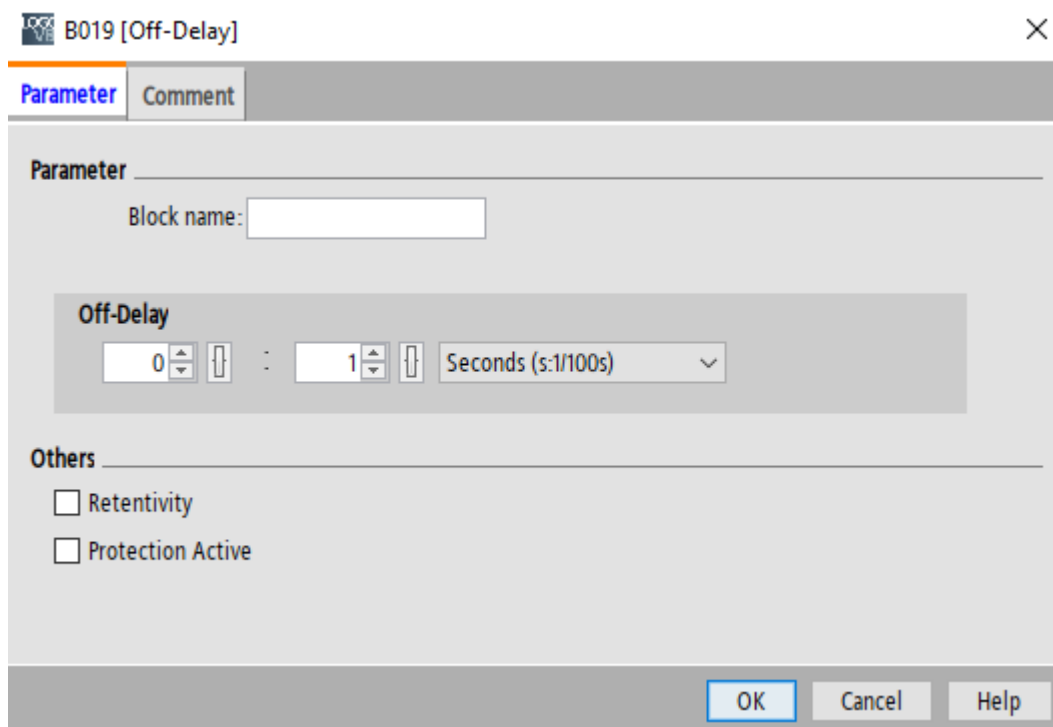 B019 [Off-Delay]
Parameter Comment
Parameter
Block name:
Off-Delay
0 : 1 Seconds (s:1/100s)
Others
Retentivity
Protection Active
OK Cancel Help